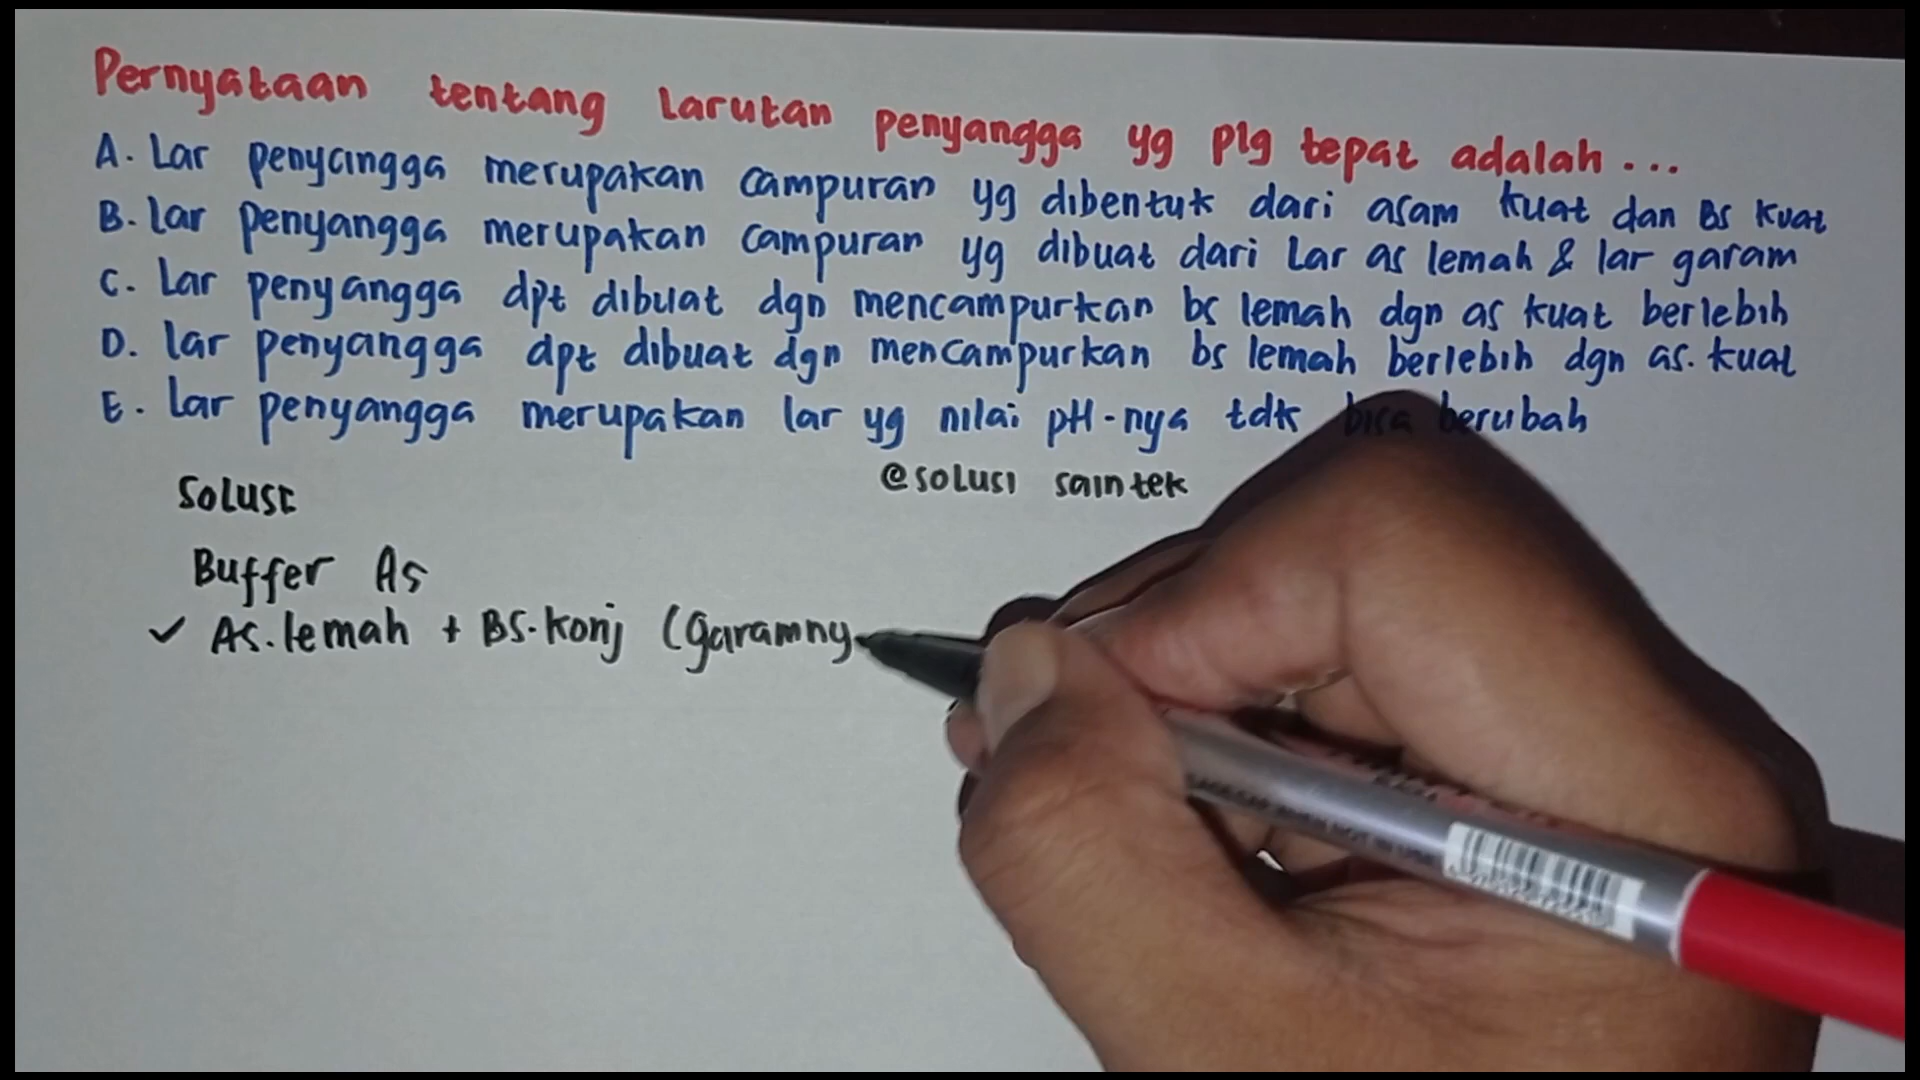 Pernyataan tentang Larutan penyangga yg plg tepat adalah ...
A. Lar penyangga merupakan campuran yg dibentuk dari asam kuat dan Bs kuat
B. lar penyangga merupakan campuran yg dibuat dari Lar as lemah & lar garam
C. Lar penyangga dpt dibuat dgn mencampurkan bs lemah dgn as kuat berlebih
D. lar penyangga dpt dibuat dgn mencampurkan bs lemah berlebih dgn as. kuat
E. lar penyangga merupakan lar yg nilai pH-nya tdk bisa berubah
@solusi saintek
SOLUSI
Buffer As
✓ As.lemah + BS.konj (garamny